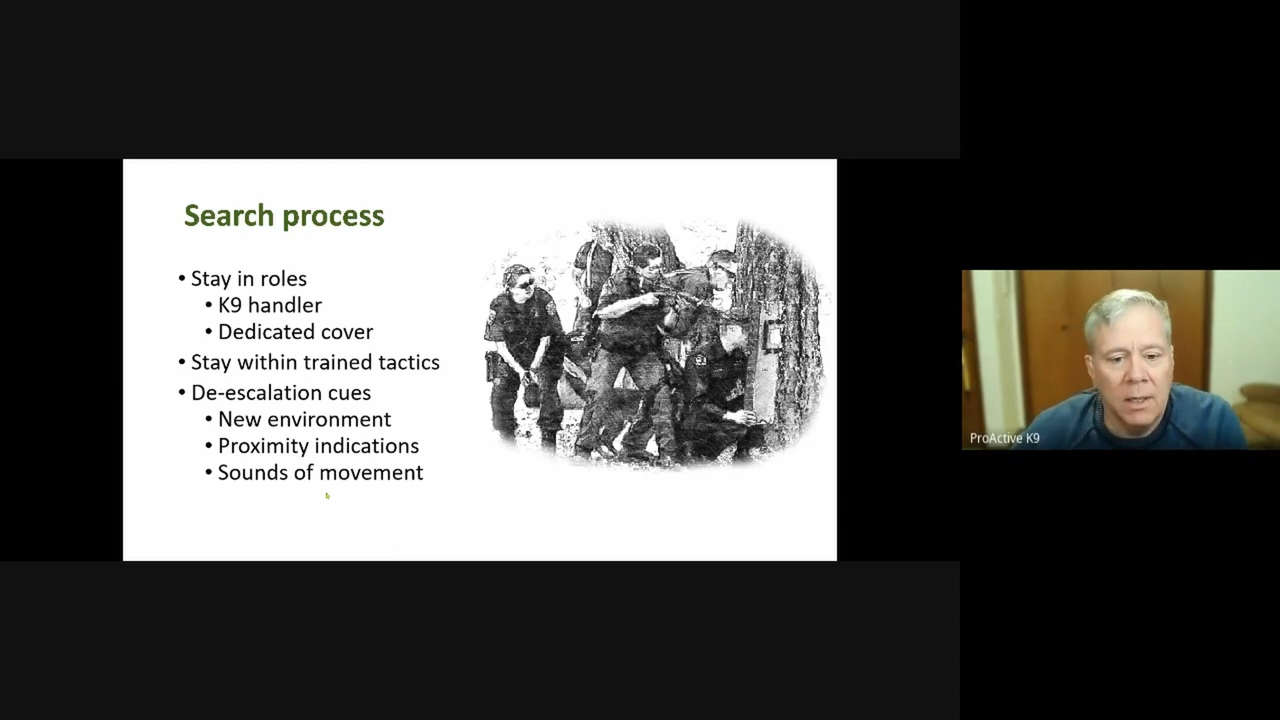 Search process
• Stay in roles
• K9 handler
• Dedicated cover
• Stay within trained tactics
• De-escalation cues
• New environment
• Proximity indications
• Sounds of movement
ProActive K9